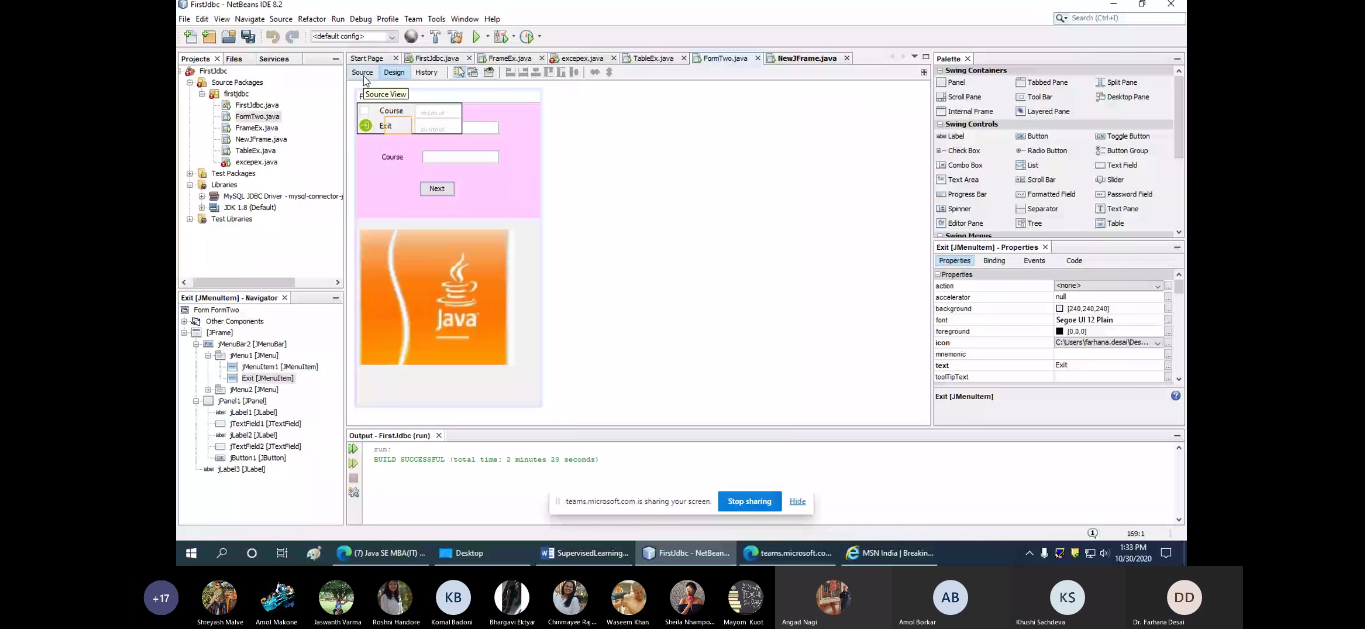 FirstJdbc - NetBeans IDE 8.2
File Edit View Navigate Source Refactor Run Debug Profile Team Tools Window Help
Search (Ctrl+I)
<default config>
Projects Files Services
Start Page FirstJdbc.java FrameEx.java excepex.java TableEx.java FormTwo.java NewJFrame.java
Source Design History
Source View
FirstJdbc
Source Packages
firstjdbc
FirstJdbc.java
FormTwo.java
FrameEx.java
NewJFrame.java
TableEx.java
excepex.java
Test Packages
Libraries
MySQL JDBC Driver - mysql-connector-j
JDK 1.8 (Default)
Test Libraries
Course shortcut
Exit shortcut
Course
Next
Java
Palette
Swing Containers
Panel Tabbed Pane Split Pane
Scroll Pane Tool Bar Desktop Pane
Internal Frame Layered Pane
Swing Controls
label Label Button Toggle Button
Check Box Radio Button Button Group
Combo Box List Text Field
Text Area Scroll Bar Slider
Progress Bar Formatted Field Password Field
Spinner Separator Text Pane
Editor Pane Tree Table
Swing Menus
Exit [JMenuItem] - Properties
Properties Binding Events Code
Properties
action <none>
accelerator null
background [240,240,240]
font Segoe UI 12 Plain
foreground [0,0,0]
icon C:\Users\farhana.desai\Des...
mnemonic
text Exit
toolTipText
Exit [JMenuItem]
Exit [JMenuItem] - Navigator
Form FormTwo
Other Components
[JFrame]
jMenuBar2 [JMenuBar]
jMenu1 [JMenu]
jMenuItem1 [JMenuItem]
Exit [JMenuItem]
jMenu2 [JMenu]
jPanel1 [JPanel]
label jLabel1 [JLabel]
jTextField1 [JTextField]
label jLabel2 [JLabel]
jTextField2 [JTextField]
jButton1 [JButton]
label jLabel3 [JLabel]
Output - FirstJdbc (run)
run:
BUILD SUCCESSFUL (total time: 2 minutes 28 seconds)
teams.microsoft.com is sharing your screen. Stop sharing Hide
169:1
(7) Java SE MBA(IT) ... Desktop SupervisedLearning... FirstJdbc - NetBean... teams.microsoft.co... MSN India | Breakin...
1:33 PM
10/30/2020
+17 KB AB KS DD
Shreyash Malve Amol Makone Jaswanth Varma Roshni Handore Komal Badoni Bhargavi Ektyar Chinmayee Raj... Waseem Khan Sheila Nhampo... Mayom Kuot Angad Nagi Amol Borkar Khushi Sachdeva Dr. Farhana Desai